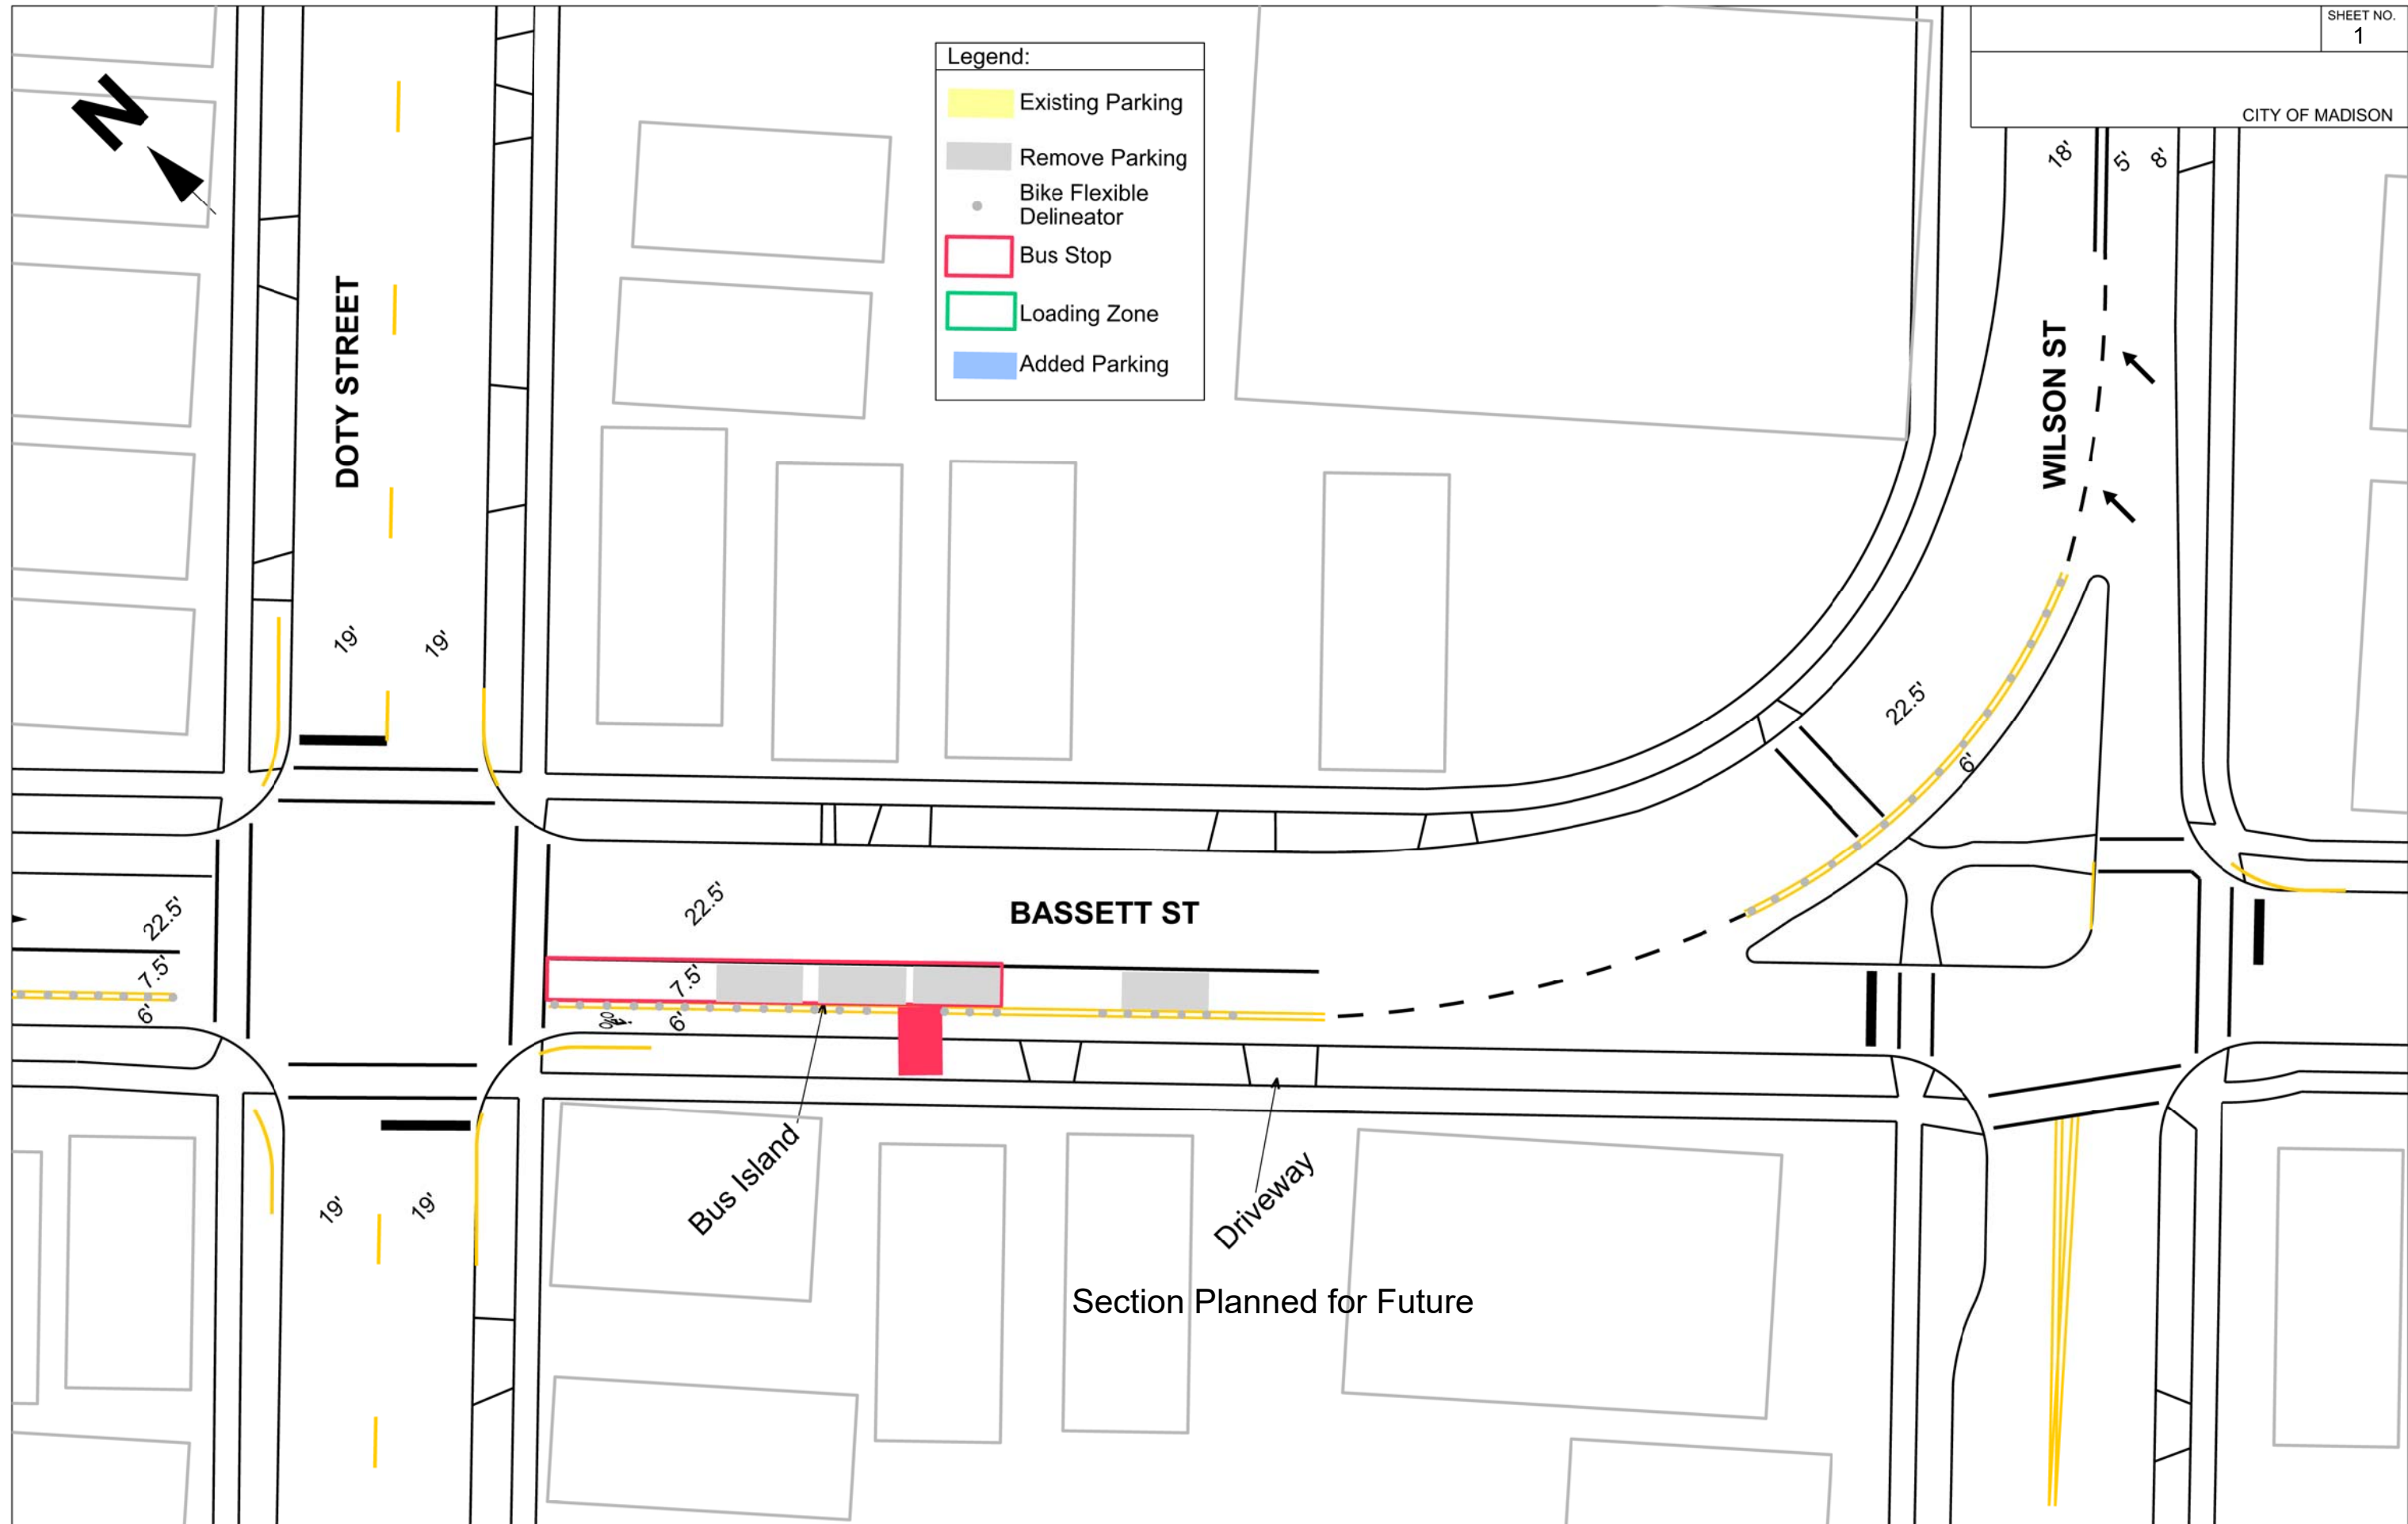 SHEET NO.
1
CITY OF MADISON
N
Legend:
Existing Parking
Remove Parking
Bike Flexible
Delineator
Bus Stop
Loading Zone
Added Parking
18'
5'
8'
DOTY STREET
WILSON ST
19'
19'
22.5'
6'
22.5'
7.5'
6'
22.5'
BASSETT ST
7.5'
6'
Bus Island
Driveway
19'
19'
Section Planned for Future